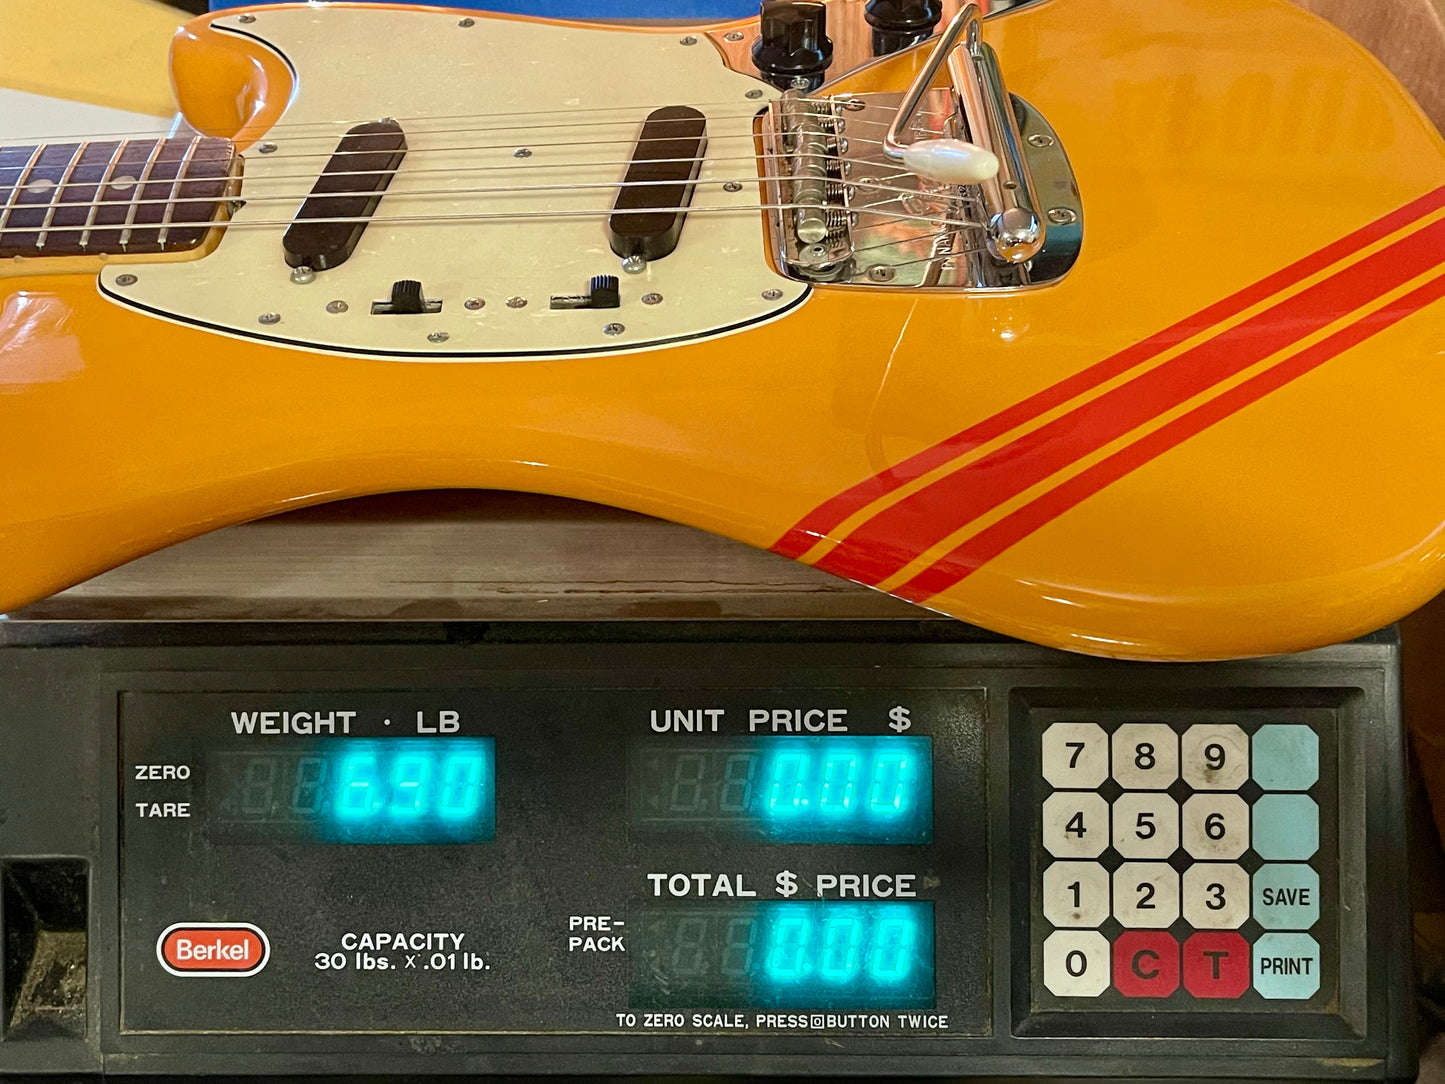 WEIGHT · LB
UNIT PRICE $
ZERO
TARE
6.90
0.00
TOTAL $ PRICE
PRE-
PACK
0.00
Berkel
CAPACITY
30 lbs. x .01 lb.
TO ZERO SCALE, PRESS 0 BUTTON TWICE
7 8 9
4 5 6
1 2 3 SAVE
0 C T PRINT